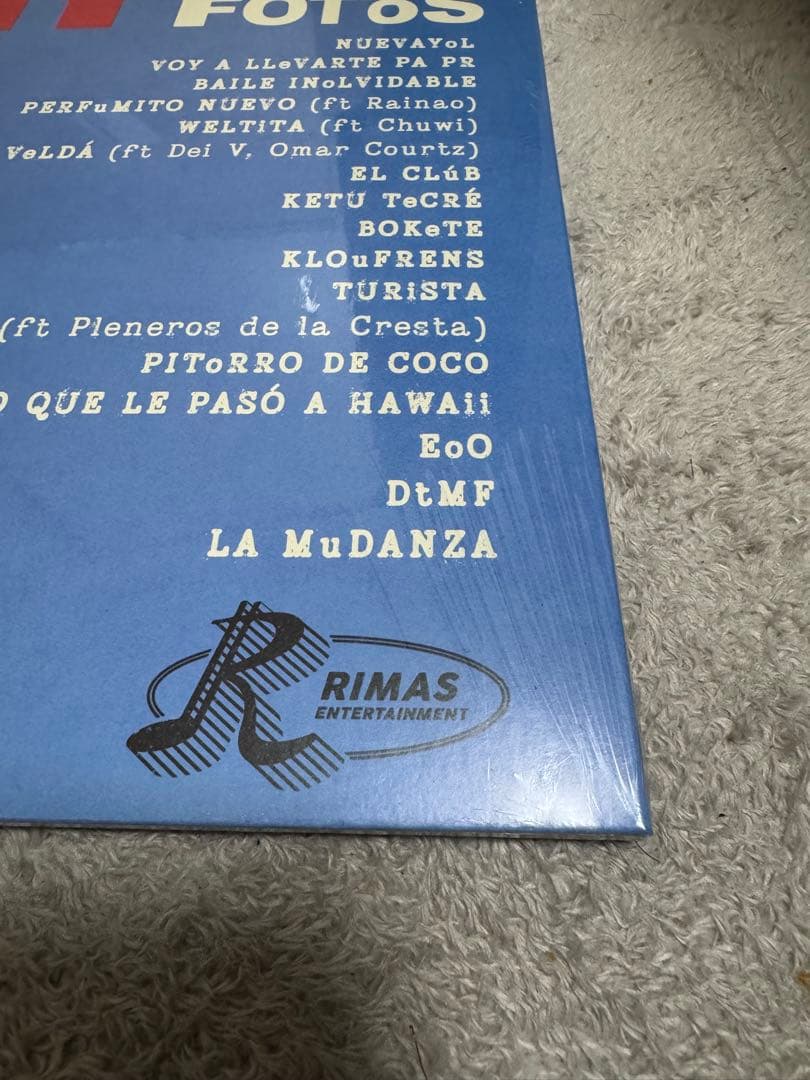 FOToS
NUEVAYoL
VOY A LLeVARTE PA PR
BAILE INoLVIDABLE
PERFuMITO NUEVO (ft Rainao)
WELTiTA (ft Chuwi)
VeLDÁ (ft Dei V, Omar Courtz)
EL CLúB
KETU TeCRÉ
BOKeTE
KLOuFRENS
TURiSTA
(ft Pleneros de la Cresta)
PIToRRO DE COCO
O QUE LE PASÓ A HAWAii
EoO
DtMF
LA MuDANZA
RIMAS
ENTERTAINMENT